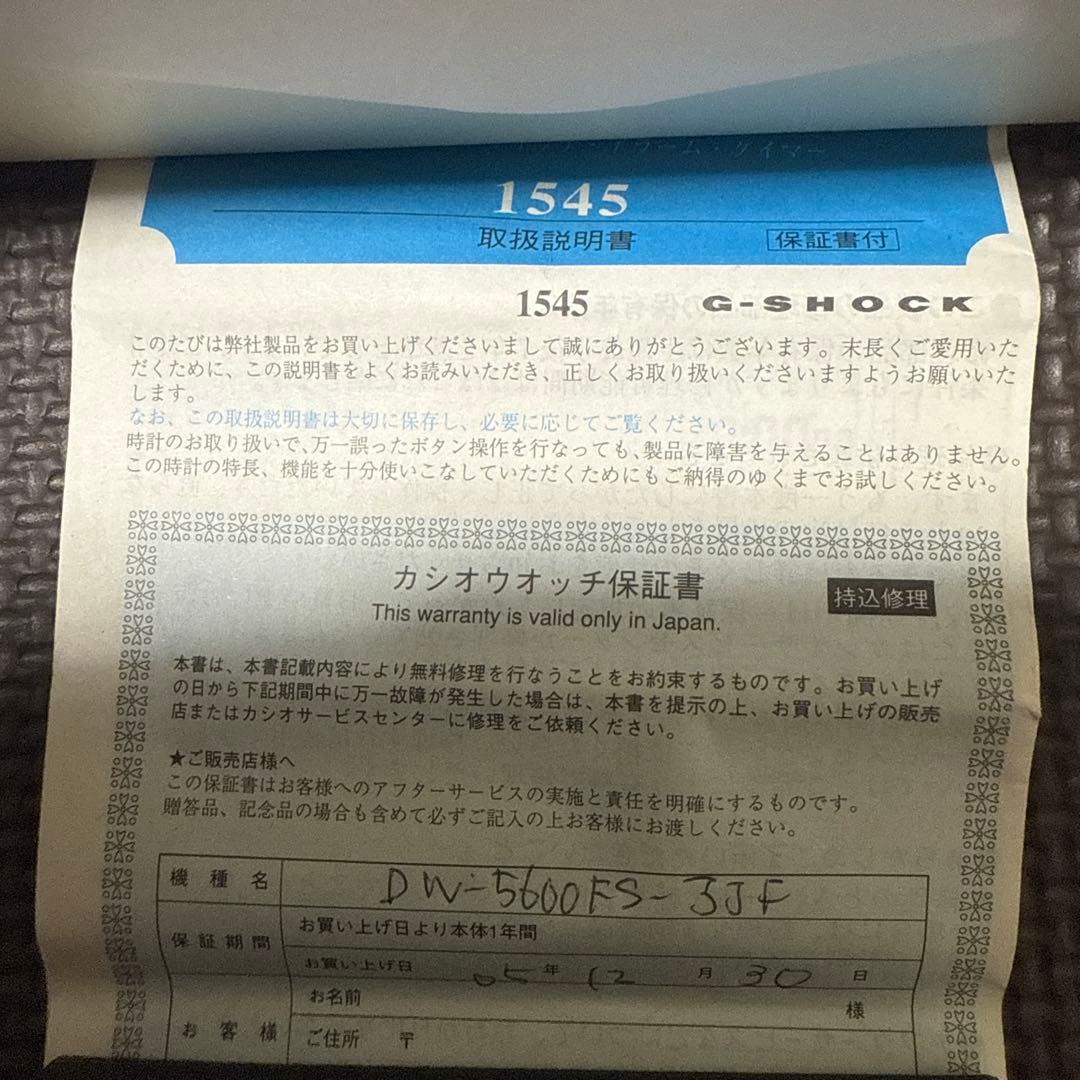 アラーム・タイマー
1545
取扱説明書 保証書付
1545 G-SHOCK
このたびは弊社製品をお買い上げくださいまして誠にありがとうございます。末長くご愛用いた
だくために、この説明書をよくお読みいただき、正しくお取り扱いくださいますようお願いいた
します。
なお、この取扱説明書は大切に保存し、必要に応じてご覧ください。
時計のお取り扱いで、万一誤ったボタン操作を行なっても、製品に障害を与えることはありません。
この時計の特長、機能を十分使いこなしていただくためにもご納得のゆくまでお試しください。
カシオウオッチ保証書 持込修理
This warranty is valid only in Japan.
本書は、本書記載内容により無料修理を行なうことをお約束するものです。お買い上げ
の日から下記期間中に万一故障が発生した場合は、本書を提示の上、お買い上げの販売
店またはカシオサービスセンターに修理をご依頼ください。
★ご販売店様へ
この保証書はお客様へのアフターサービスの実施と責任を明確にするものです。
贈答品、記念品の場合も含めて必ずご記入の上お客様にお渡しください。
機種名 DW-5600FS-3JF
保証期間 お買い上げ日より本体1年間
お買い上げ日 05年12月30日
お客様 お名前 様
ご住所 〒